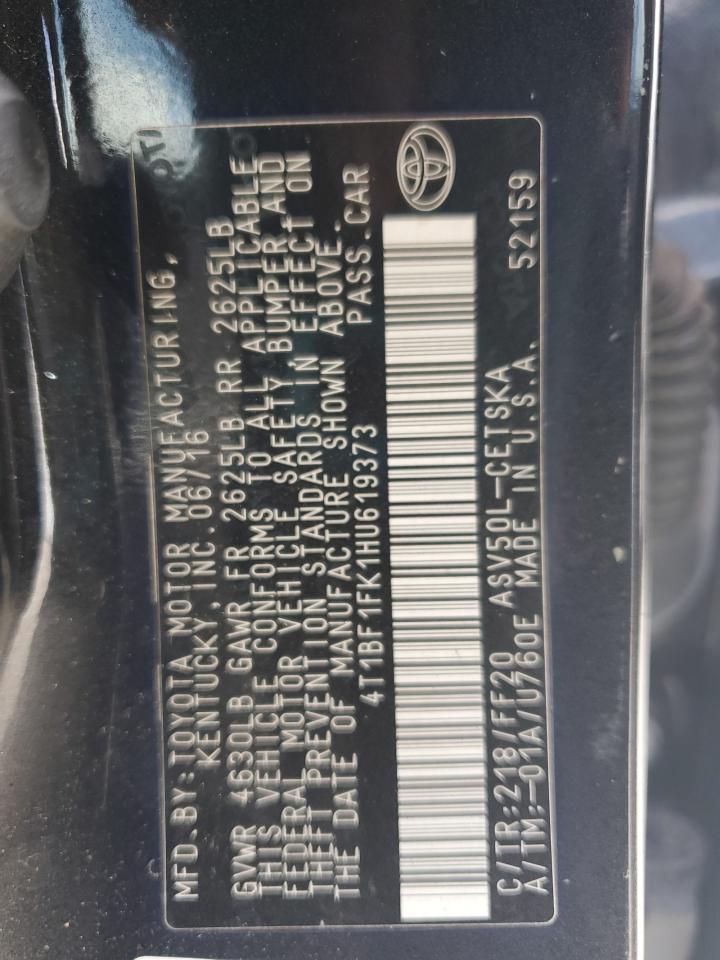 MFD.BY:TOYOTA MOTOR MANUFACTURING,
KENTUCKY, INC. 06/16
GVWR 4630LB GAWR FR 2625LB RR 2625LB
THIS VEHICLE CONFORMS TO ALL APPLICABLE
FEDERAL MOTOR VEHICLE SAFETY BUMPER, AND
THEFT PREVENTION STANDARDS IN EFFECT ON
THE DATE OF MANUFACTURE SHOWN ABOVE.
4T1BF1FK1HU619373 PASS.CAR
C/TR:218/FF20 ASV50L-CETSKA
A/TM:-01A/U760E MADE IN U.S.A. 52159